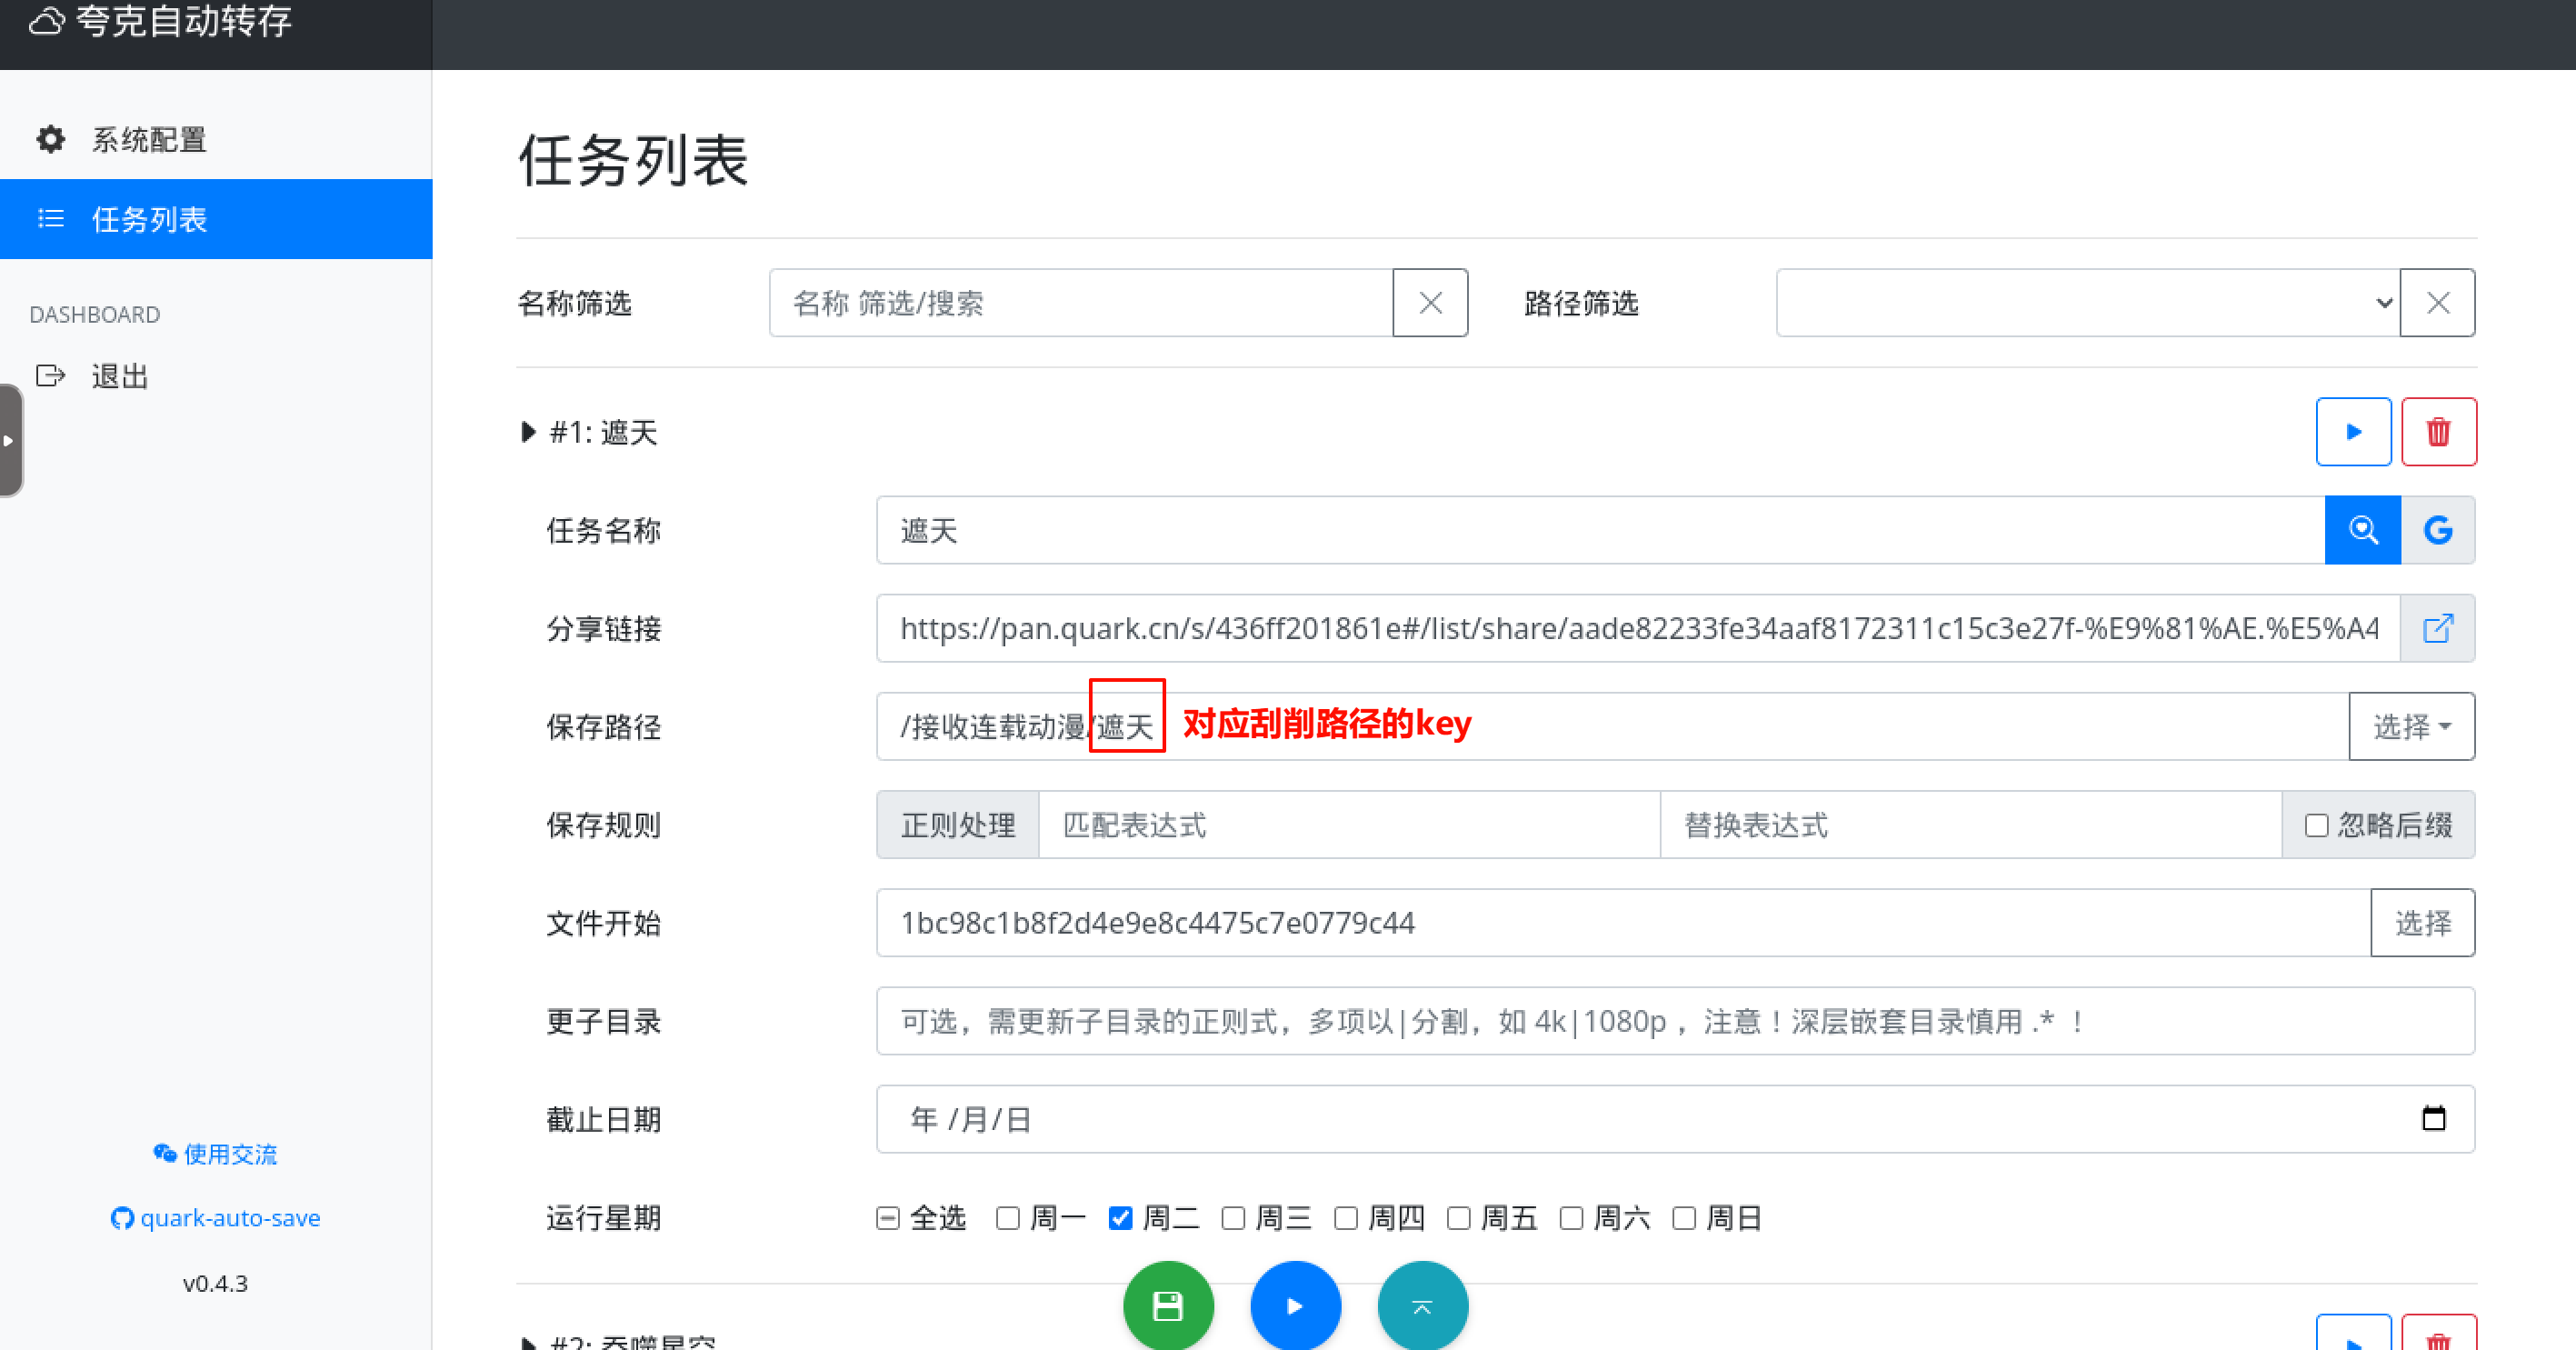 夸克自动转存
系统配置
任务列表
DASHBOARD
退出
使用交流
quark-auto-save
v0.4.3
任务列表
名称筛选 名称 筛选/搜索 路径筛选
#1: 遮天
任务名称 遮天
分享链接 https://pan.quark.cn/s/436ff201861e#/list/share/aade82233fe34aaf8172311c15c3e27f-%E9%81%AE.%E5%A4
保存路径 /接收连载动漫/遮天 对应刮削路径的key 选择
保存规则 正则处理 匹配表达式 替换表达式 忽略后缀
文件开始 1bc98c1b8f2d4e9e8c4475c7e0779c44 选择
更子目录 可选，需更新子目录的正则式，多项以|分割，如 4k|1080p ，注意！深层嵌套目录慎用 .* ！
截止日期 年 /月/日
运行星期 全选 周一 周二 周三 周四 周五 周六 周日
#2: 吞噬星空